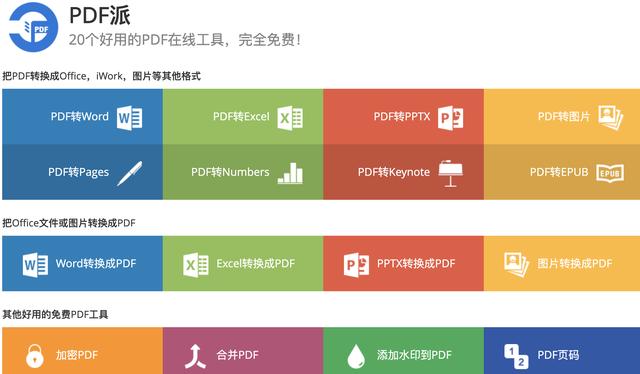 PDF
PDF派
20个好用的PDF在线工具，完全免费！
把PDF转换成Office，iWork，图片等其他格式
PDF转Word W PDF转Excel X PDF转PPTX P PDF转图片
PDF转Pages PDF转Numbers PDF转Keynote PDF转EPUB EPUB
把Office文件或图片转换成PDF
W Word转换成PDF X Excel转换成PDF P PPTX转换成PDF 图片转换成PDF
其他好用的免费PDF工具
加密PDF 合并PDF 添加水印到PDF 1 2 PDF页码